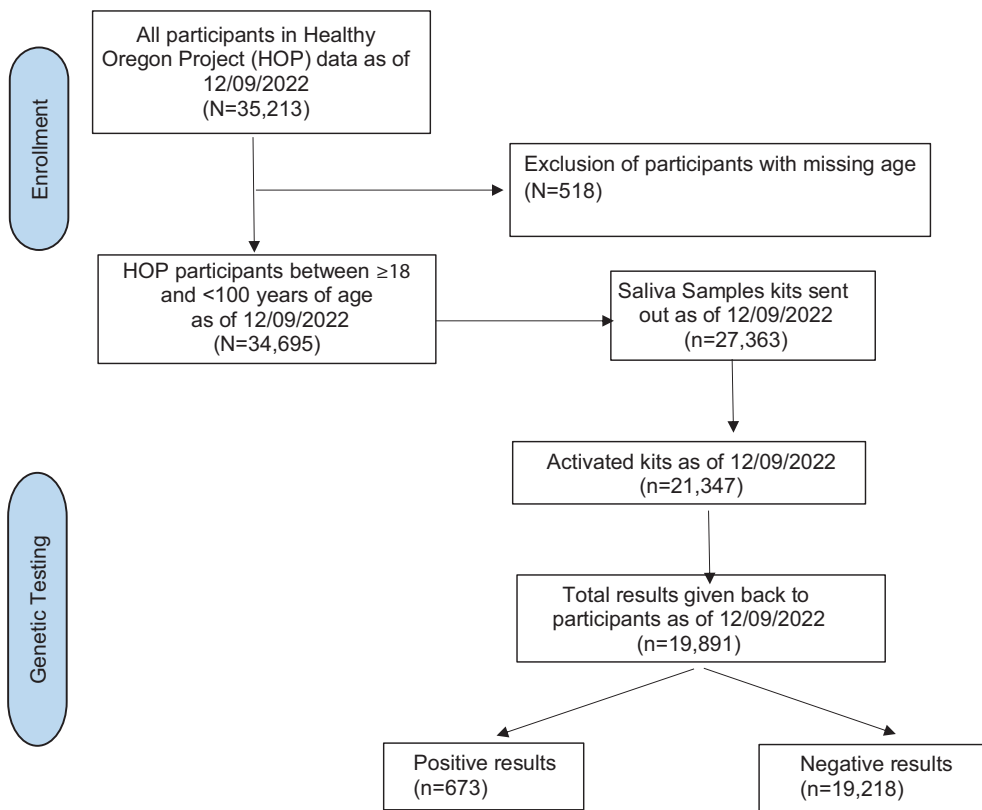 All participants in Healthy
Oregon Project (HOP) data as of
12/09/2022
(N=35,213)
Enrollment
Exclusion of participants with missing age
(N=518)
HOP participants between ≥18
and <100 years of age
as of 12/09/2022
(N=34,695)
Saliva Samples kits sent
out as of 12/09/2022
(n=27,363)
Activated kits as of 12/09/2022
(n=21,347)
Genetic Testing
Total results given back to
participants as of 12/09/2022
(n=19,891)
Positive results
(n=673)
Negative results
(n=19,218)